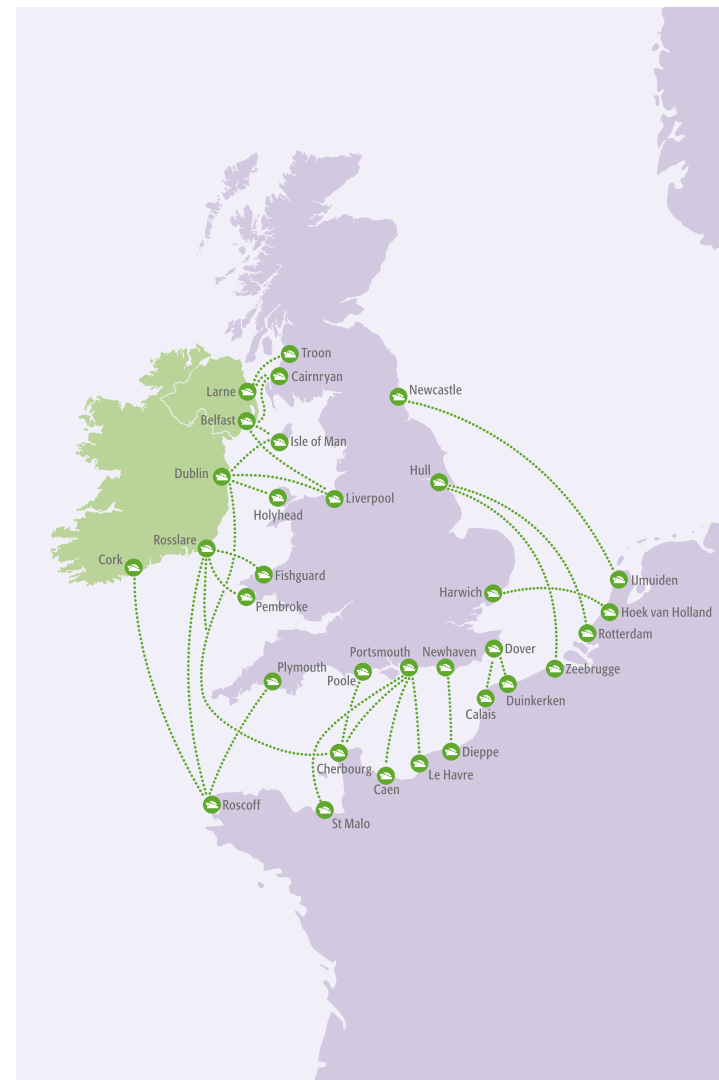 Troon
Cairnryan
Larne
Newcastle
Belfast
Isle of Man
Dublin
Hull
Liverpool
Holyhead
Rosslare
Cork
Fishguard
Umuiden
Harwich
Pembroke
Hoek van Holland
Rotterdam
Portsmouth
Newhaven
Dover
Plymouth
Zeebrugge
Poole
Duinkerken
Calais
Dieppe
Cherbourg
Le Havre
Caen
Roscoff
St Malo